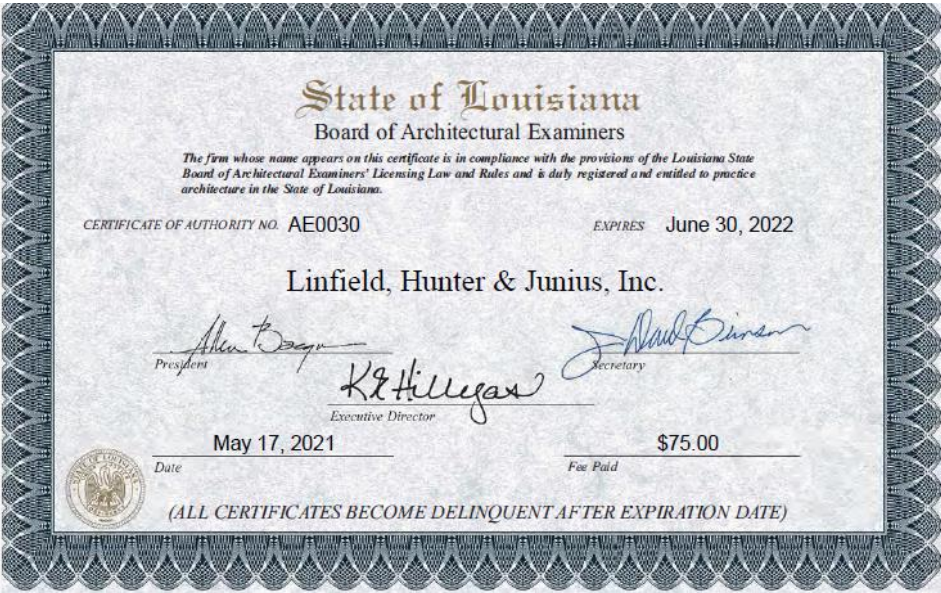 State of Louisiana
Board of Architectural Examiners
The firm whose name appears on this certificate is in compliance with the provisions of the Louisiana State
Board of Architectural Examiners' Licensing Law and Rules and is duly registered and entitled to practice
architecture in the State of Louisiana.
CERTIFICATE OF AUTHORITY NO. AE0030 EXPIRES June 30, 2022
Linfield, Hunter & Junius, Inc.
President
Secretary
K E Hillegas
Executive Director
May 17, 2021 $75.00
Date Fee Paid
(ALL CERTIFICATES BECOME DELINQUENT AFTER EXPIRATION DATE)